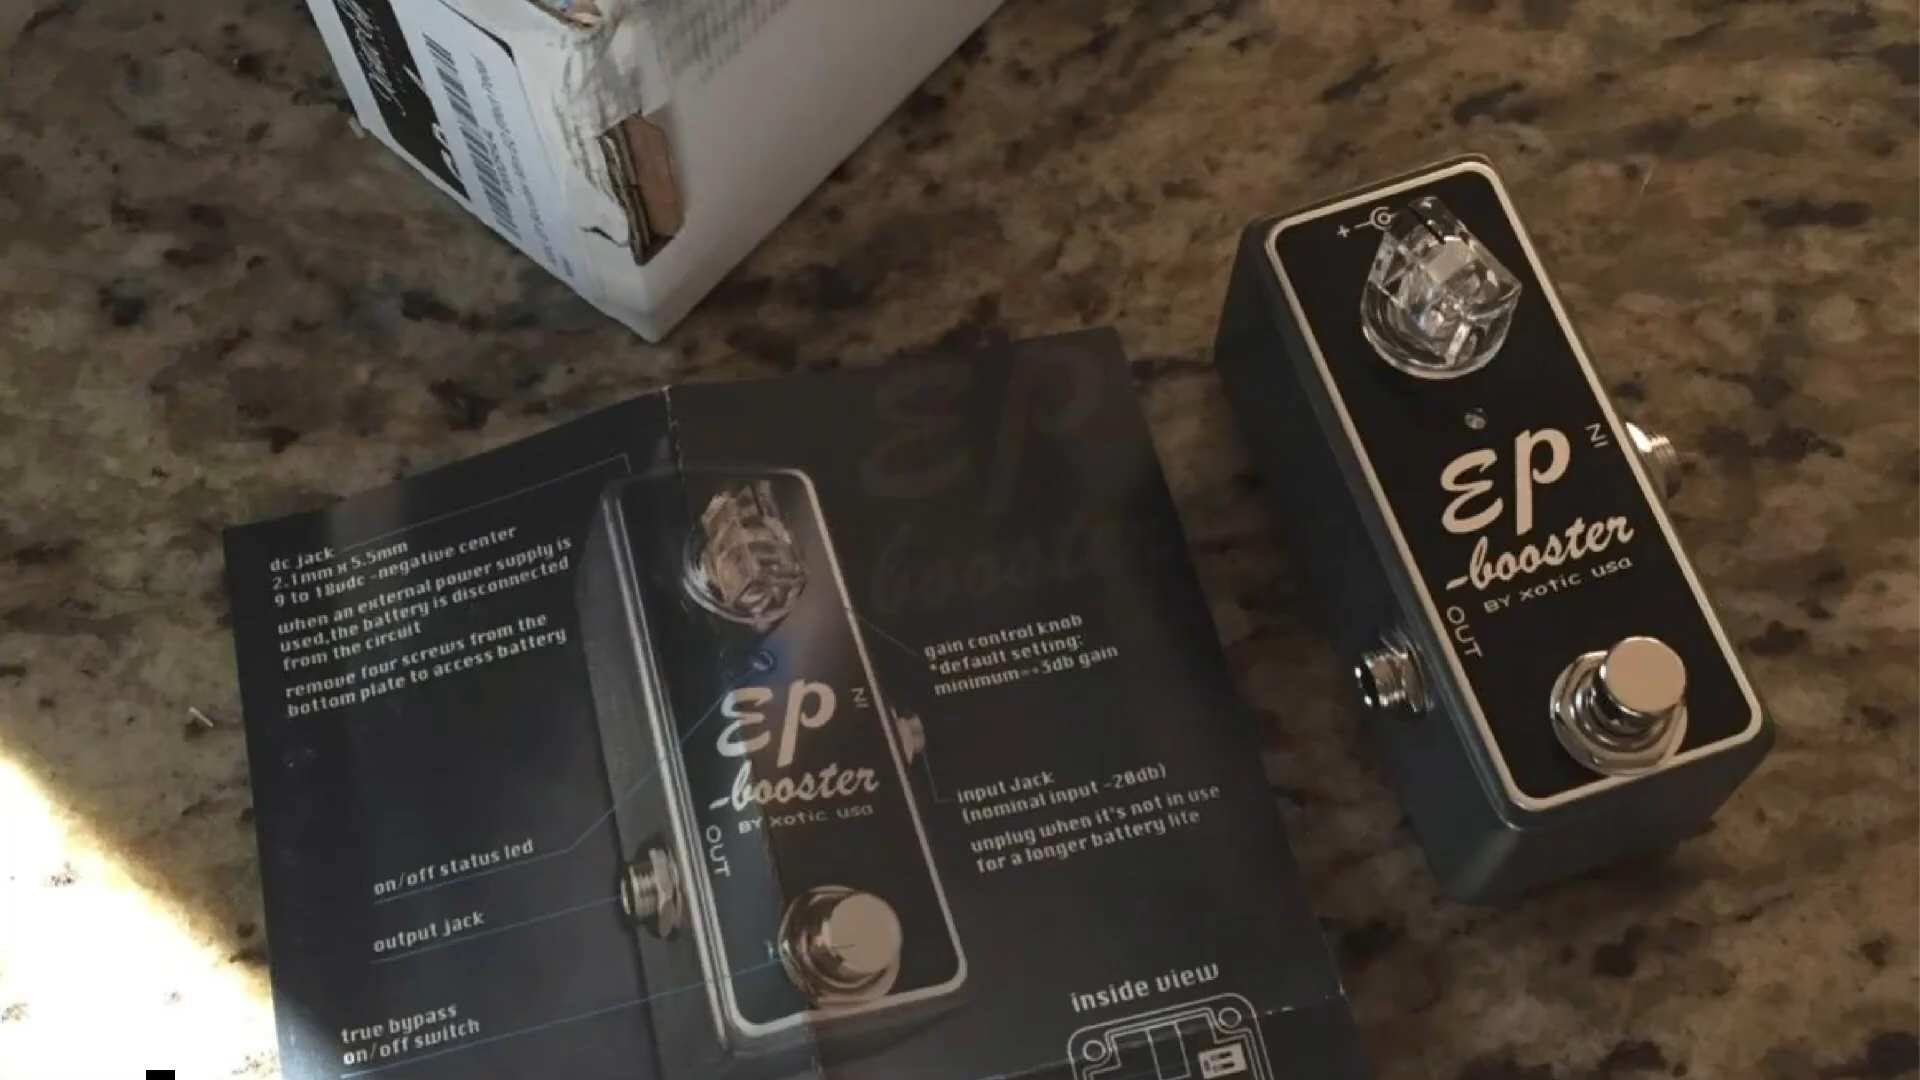 dc jack
2.1mm x 5.5mm
9 to 18vdc -negative center
when an external power supply is
used,the battery is disconnected
from the circuit
remove four screws from the
bottom plate to access battery
on/off status led
output jack
true bypass
on/off switch
EP
-booster
BY xotic usa
IN
OUT
gain control knob
*default setting:
minimum=+3db gain
input jack
(nominal input -20db)
unplug when it's not in use
for a longer battery life
inside view
EP
booster
+
IN
EP
-booster
BY xotic usa
OUT